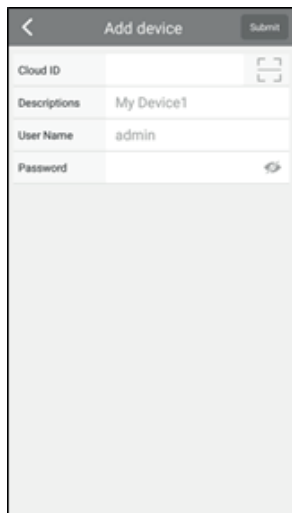 Add device Submit
Cloud ID
Descriptions My Device1
User Name admin
Password